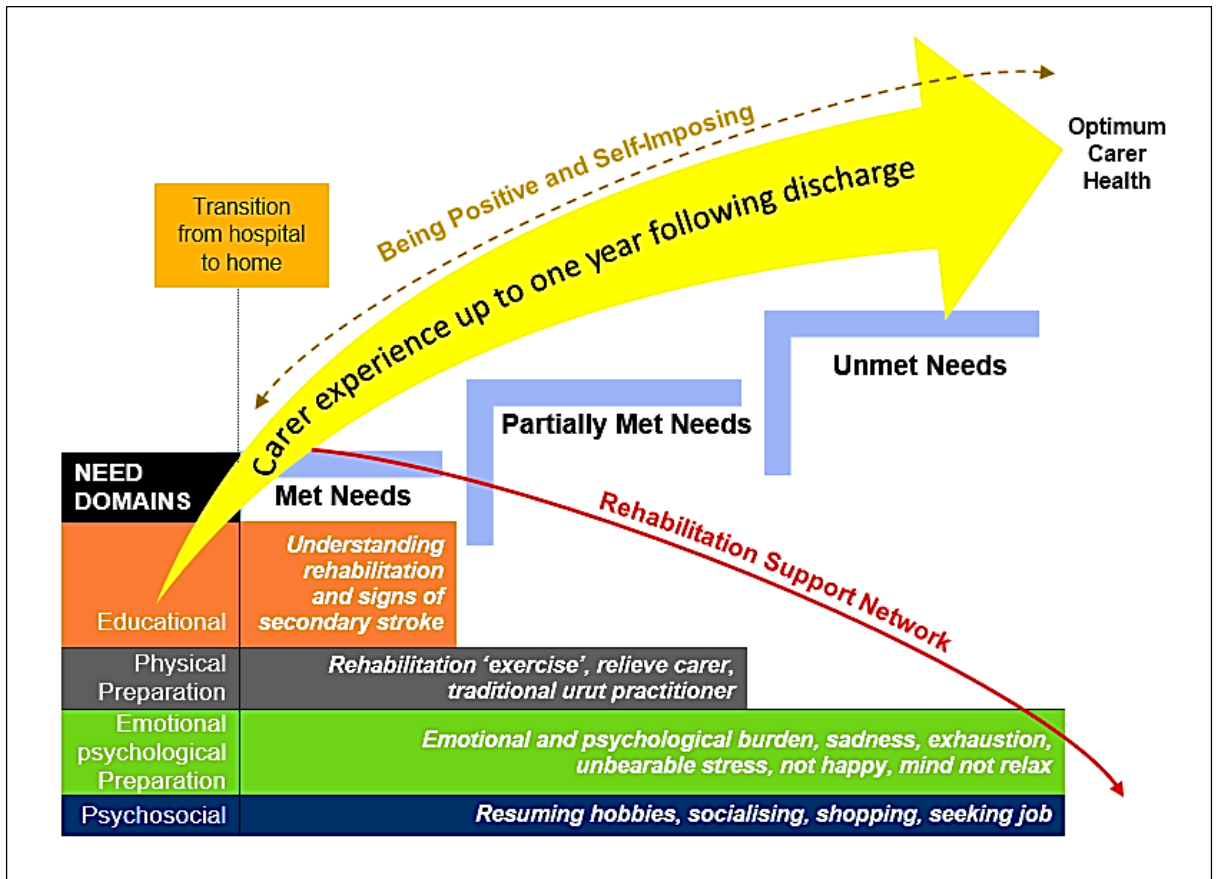 Optimum
Carer
Health
Being Positive and Self-Imposing
Transition
from hospital
to home
Carer experience up to one year following discharge
Unmet Needs
Partially Met Needs
NEED
DOMAINS
Met Needs
Rehabilitation Support Network
Educational
Understanding
rehabilitation
and signs of
secondary stroke
Physical
Preparation
Rehabilitation ‘exercise’, relieve carer,
traditional urut practitioner
Emotional
psychological
Preparation
Emotional and psychological burden, sadness, exhaustion,
unbearable stress, not happy, mind not relax
Psychosocial
Resuming hobbies, socialising, shopping, seeking job